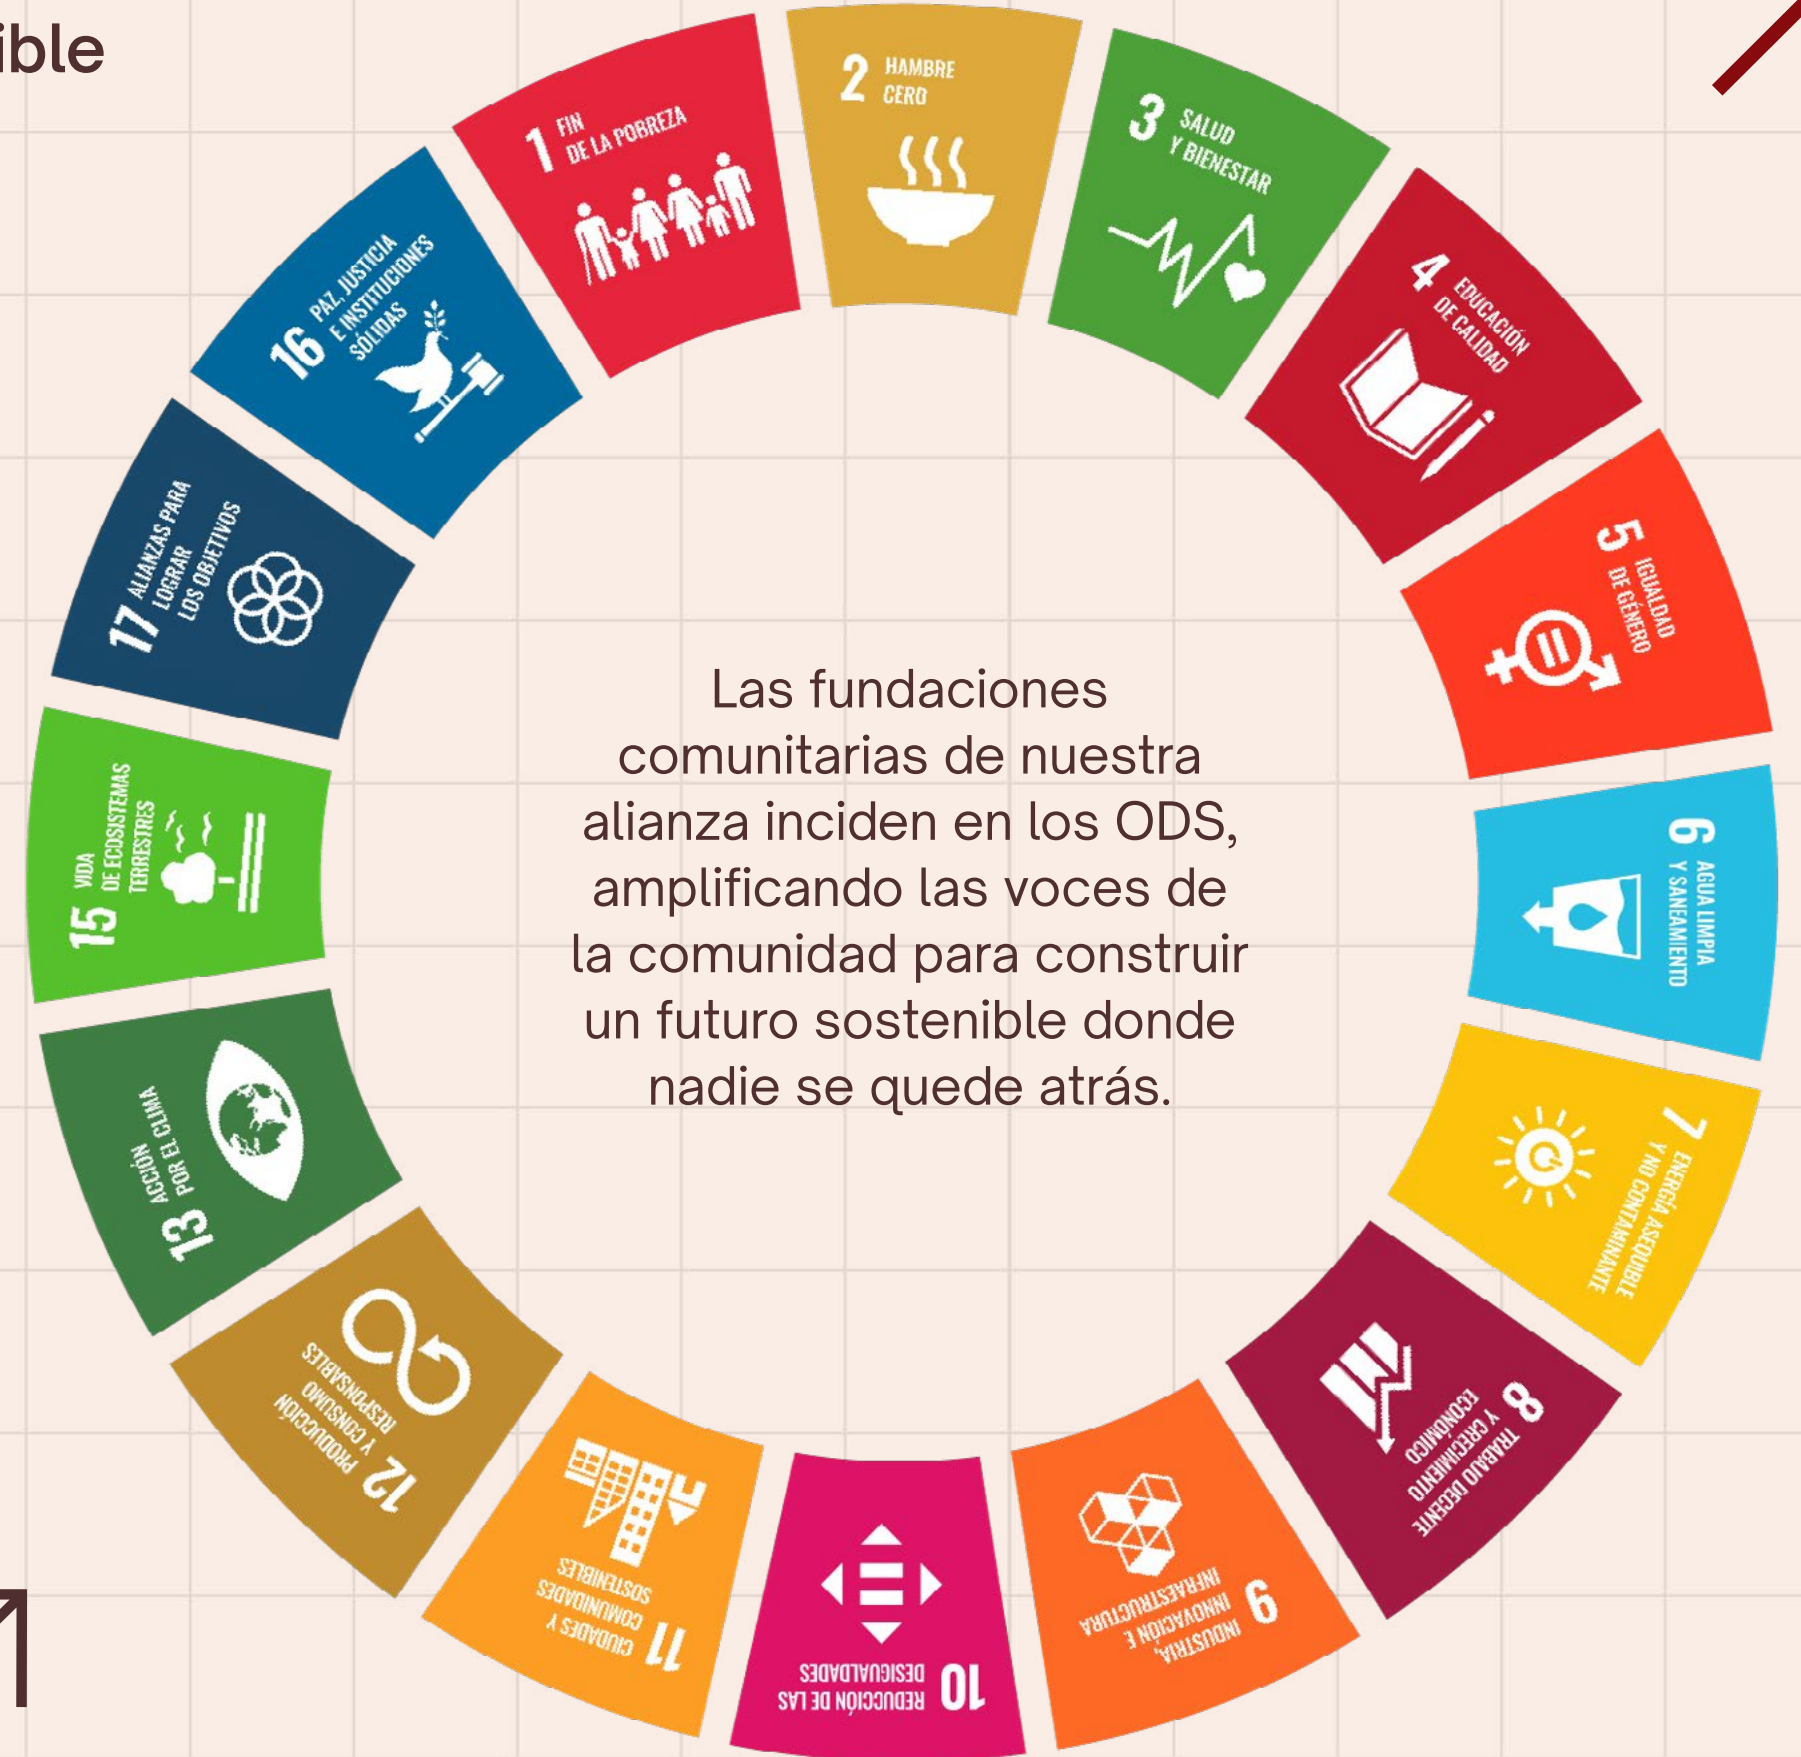 ible
1 FIN
DE LA POBREZA
2 HAMBRE
CERO
3 SALUD
Y BIENESTAR
4 EDUCACIÓN
DE CALIDAD
5 IGUALDAD
DE GÉNERO
6 AGUA LIMPIA
Y SANEAMIENTO
7 ENERGÍA ASEQUIBLE
Y NO CONTAMINANTE
8 TRABAJO DECENTE
Y CRECIMIENTO
ECONÓMICO
9 INDUSTRIA,
INNOVACIÓN E
INFRAESTRUCTURA
10 REDUCCIÓN DE LAS
DESIGUALDADES
11 CIUDADES Y
COMUNIDADES
SOSTENIBLES
12 PRODUCCIÓN
Y CONSUMO
RESPONSABLES
13 ACCIÓN
POR EL CLIMA
15 VIDA
DE ECOSISTEMAS
TERRESTRES
17 ALIANZAS PARA
LOGRAR
LOS OBJETIVOS
16 PAZ, JUSTICIA
E INSTITUCIONES
SÓLIDAS
Las fundaciones
comunitarias de nuestra
alianza inciden en los ODS,
amplificando las voces de
la comunidad para construir
un futuro sostenible donde
nadie se quede atrás.